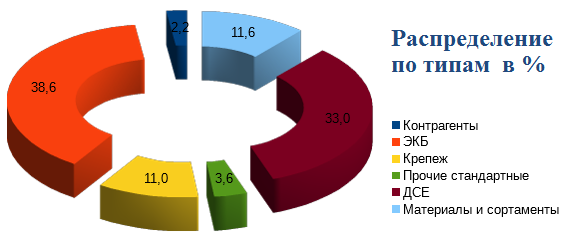 Распределение
по типам в %
2,2
11,6
38,6
33,0
11,0
3,6
Контрагенты
ЭКБ
Крепеж
Прочие стандартные
ДСЕ
Материалы и сортаменты